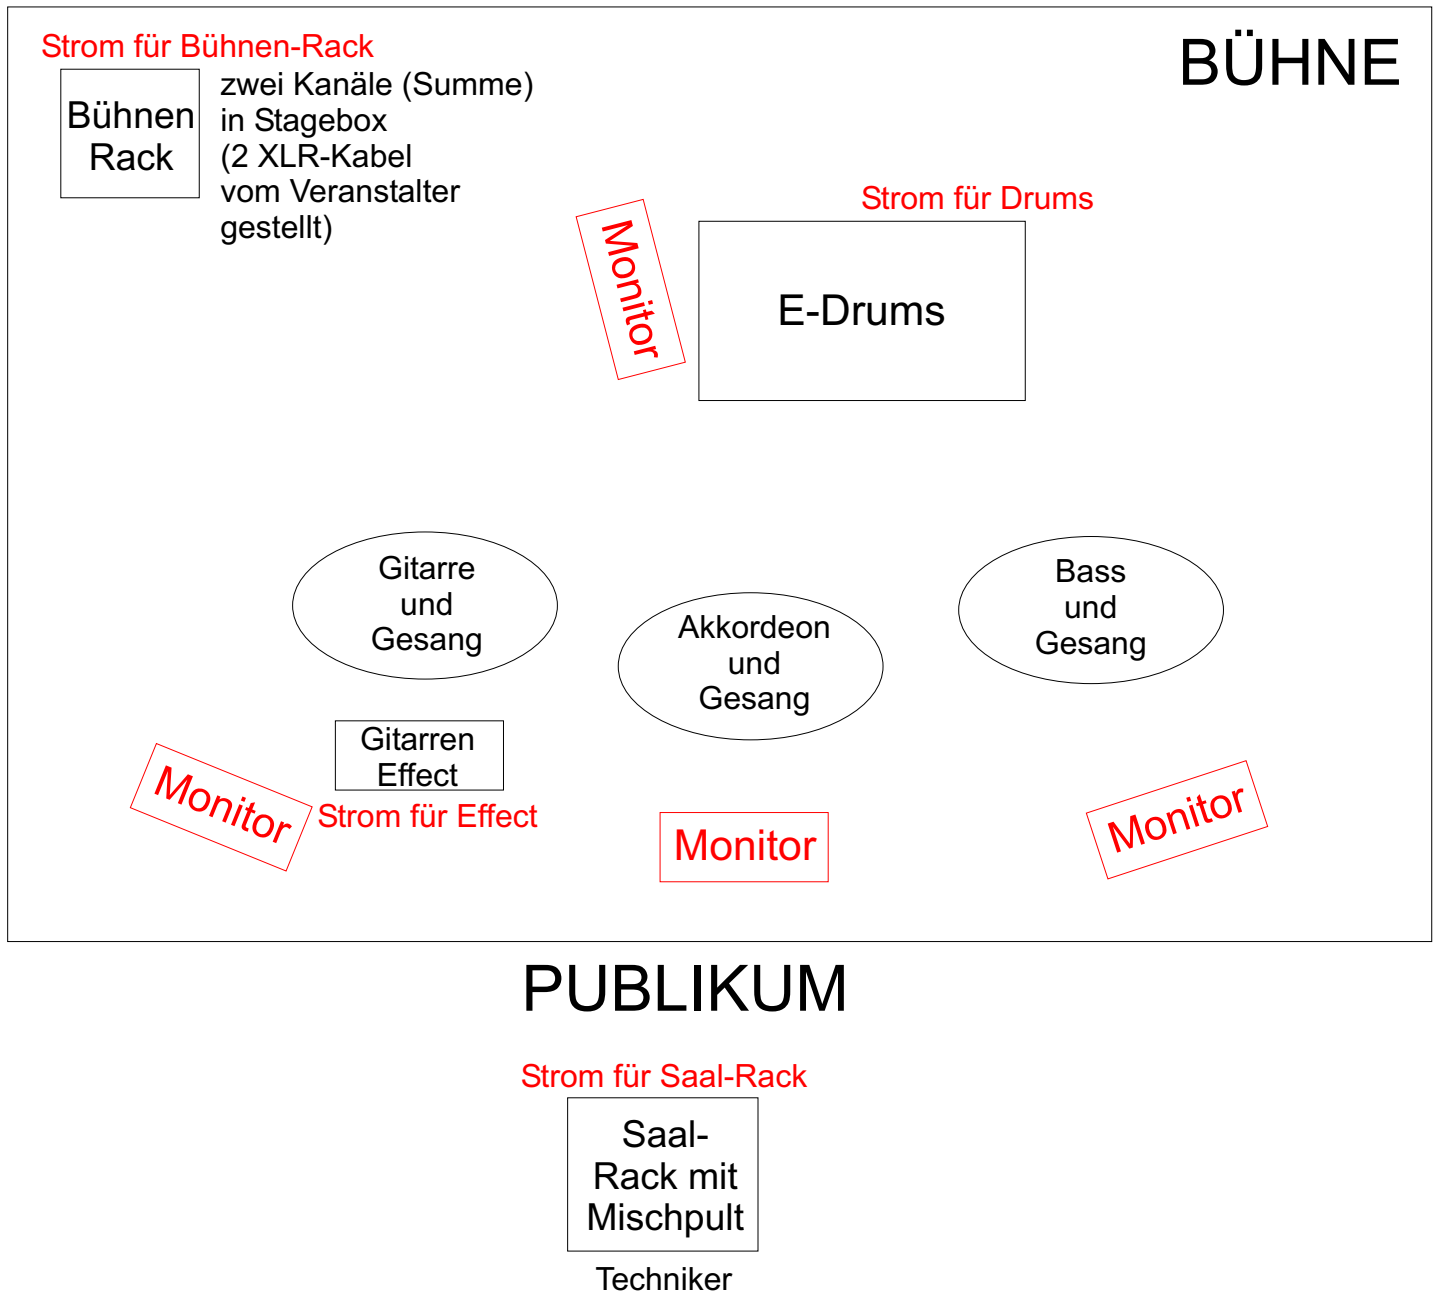 Strom für Bühnen-Rack
BÜHNE
Bühnen
Rack
zwei Kanäle (Summe)
in Stagebox
(2 XLR-Kabel
vom Veranstalter
gestellt)
Strom für Drums
Monitor
E-Drums
Gitarre
und
Gesang
Akkordeon
und
Gesang
Bass
und
Gesang
Gitarren
Effect
Strom für Effect
Monitor
Monitor
Monitor
PUBLIKUM
Strom für Saal-Rack
Saal-
Rack mit
Mischpult
Techniker